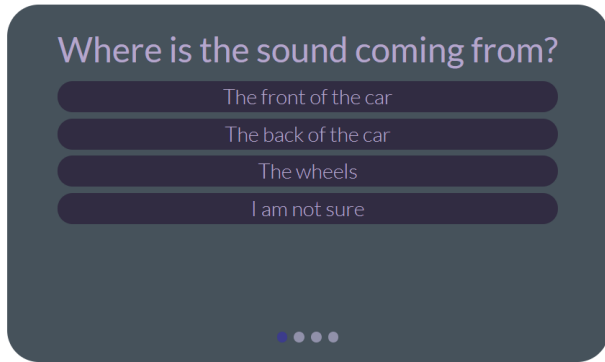 Where is the sound coming from?
The front of the car
The back of the car
The wheels
I am not sure